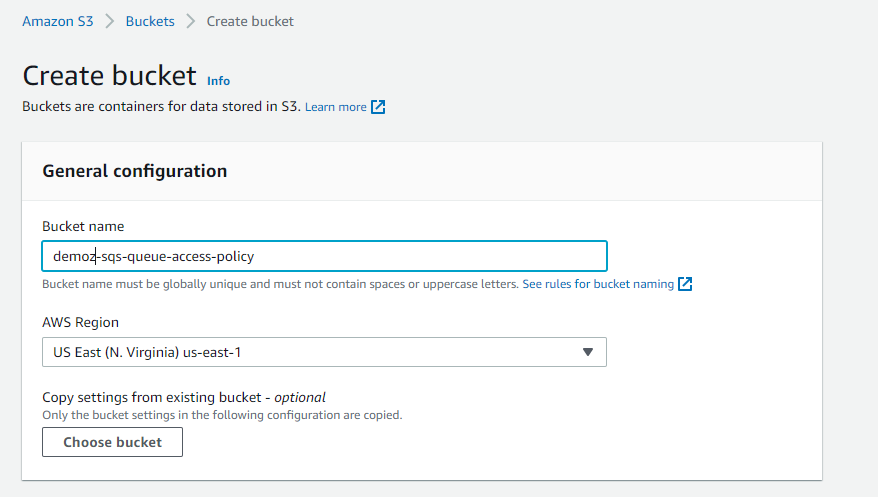 Amazon S3 > Buckets > Create bucket
Create bucket Info
Buckets are containers for data stored in S3. Learn more
General configuration
Bucket name
demoz-sqs-queue-access-policy
Bucket name must be globally unique and must not contain spaces or uppercase letters. See rules for bucket naming
AWS Region
US East (N. Virginia) us-east-1
Copy settings from existing bucket - optional
Only the bucket settings in the following configuration are copied.
Choose bucket